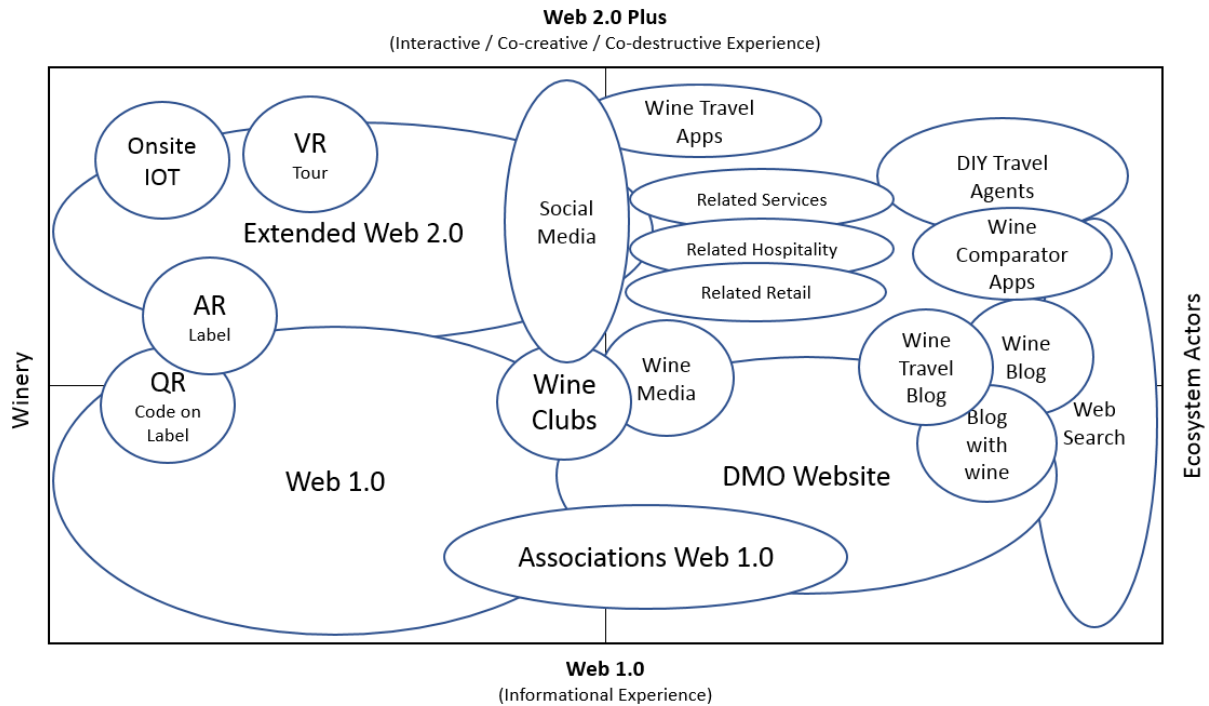 Web 2.0 Plus
(Interactive / Co-creative / Co-destructive Experience)
Winery
Onsite
IOT
VR
Tour
Extended Web 2.0
AR
Label
QR
Code on
Label
Web 1.0
Social
Media
Wine
Clubs
Wine Travel
Apps
Related Services
Related Hospitality
Related Retail
Wine
Media
DIY Travel
Agents
Wine
Comparator
Apps
Wine
Travel
Blog
Wine
Blog
Blog
with
wine
Web
Search
DMO Website
Associations Web 1.0
Ecosystem Actors
Web 1.0
(Informational Experience)